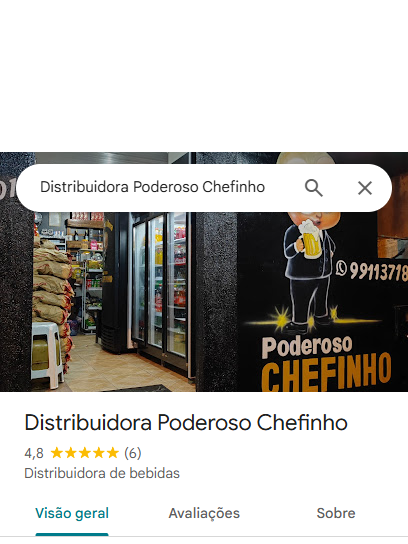 Distribuidora Poderoso Chefinho
99113718
Poderoso
CHEFINHO
Distribuidora Poderoso Chefinho
4,8 ★★★★★ (6)
Distribuidora de bebidas
Visão geral Avaliações Sobre